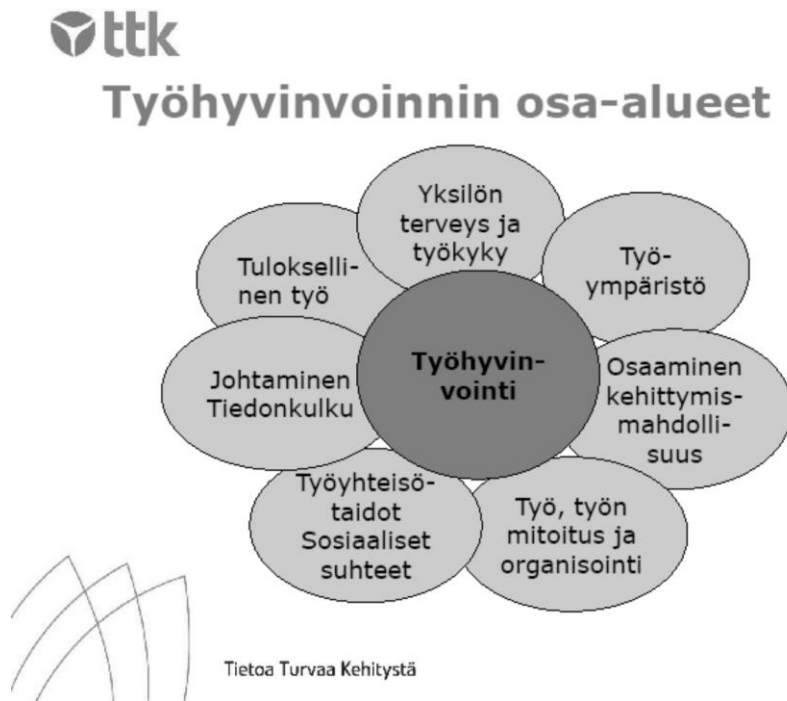 ttk
Työhyvinvoinnin osa-alueet
Yksilön
terveys ja
työkyky
Työ-
ympäristö
Osaaminen
kehittymis-
mahdolli-
suus
Työ, työn
mitoitus ja
organisointi
Työyhteisö-
taidot
Sosiaaliset
suhteet
Johtaminen
Tiedonkulku
Tulokselli-
nen työ
Työhyvin-
vointi
Tietoa Turvaa Kehitystä